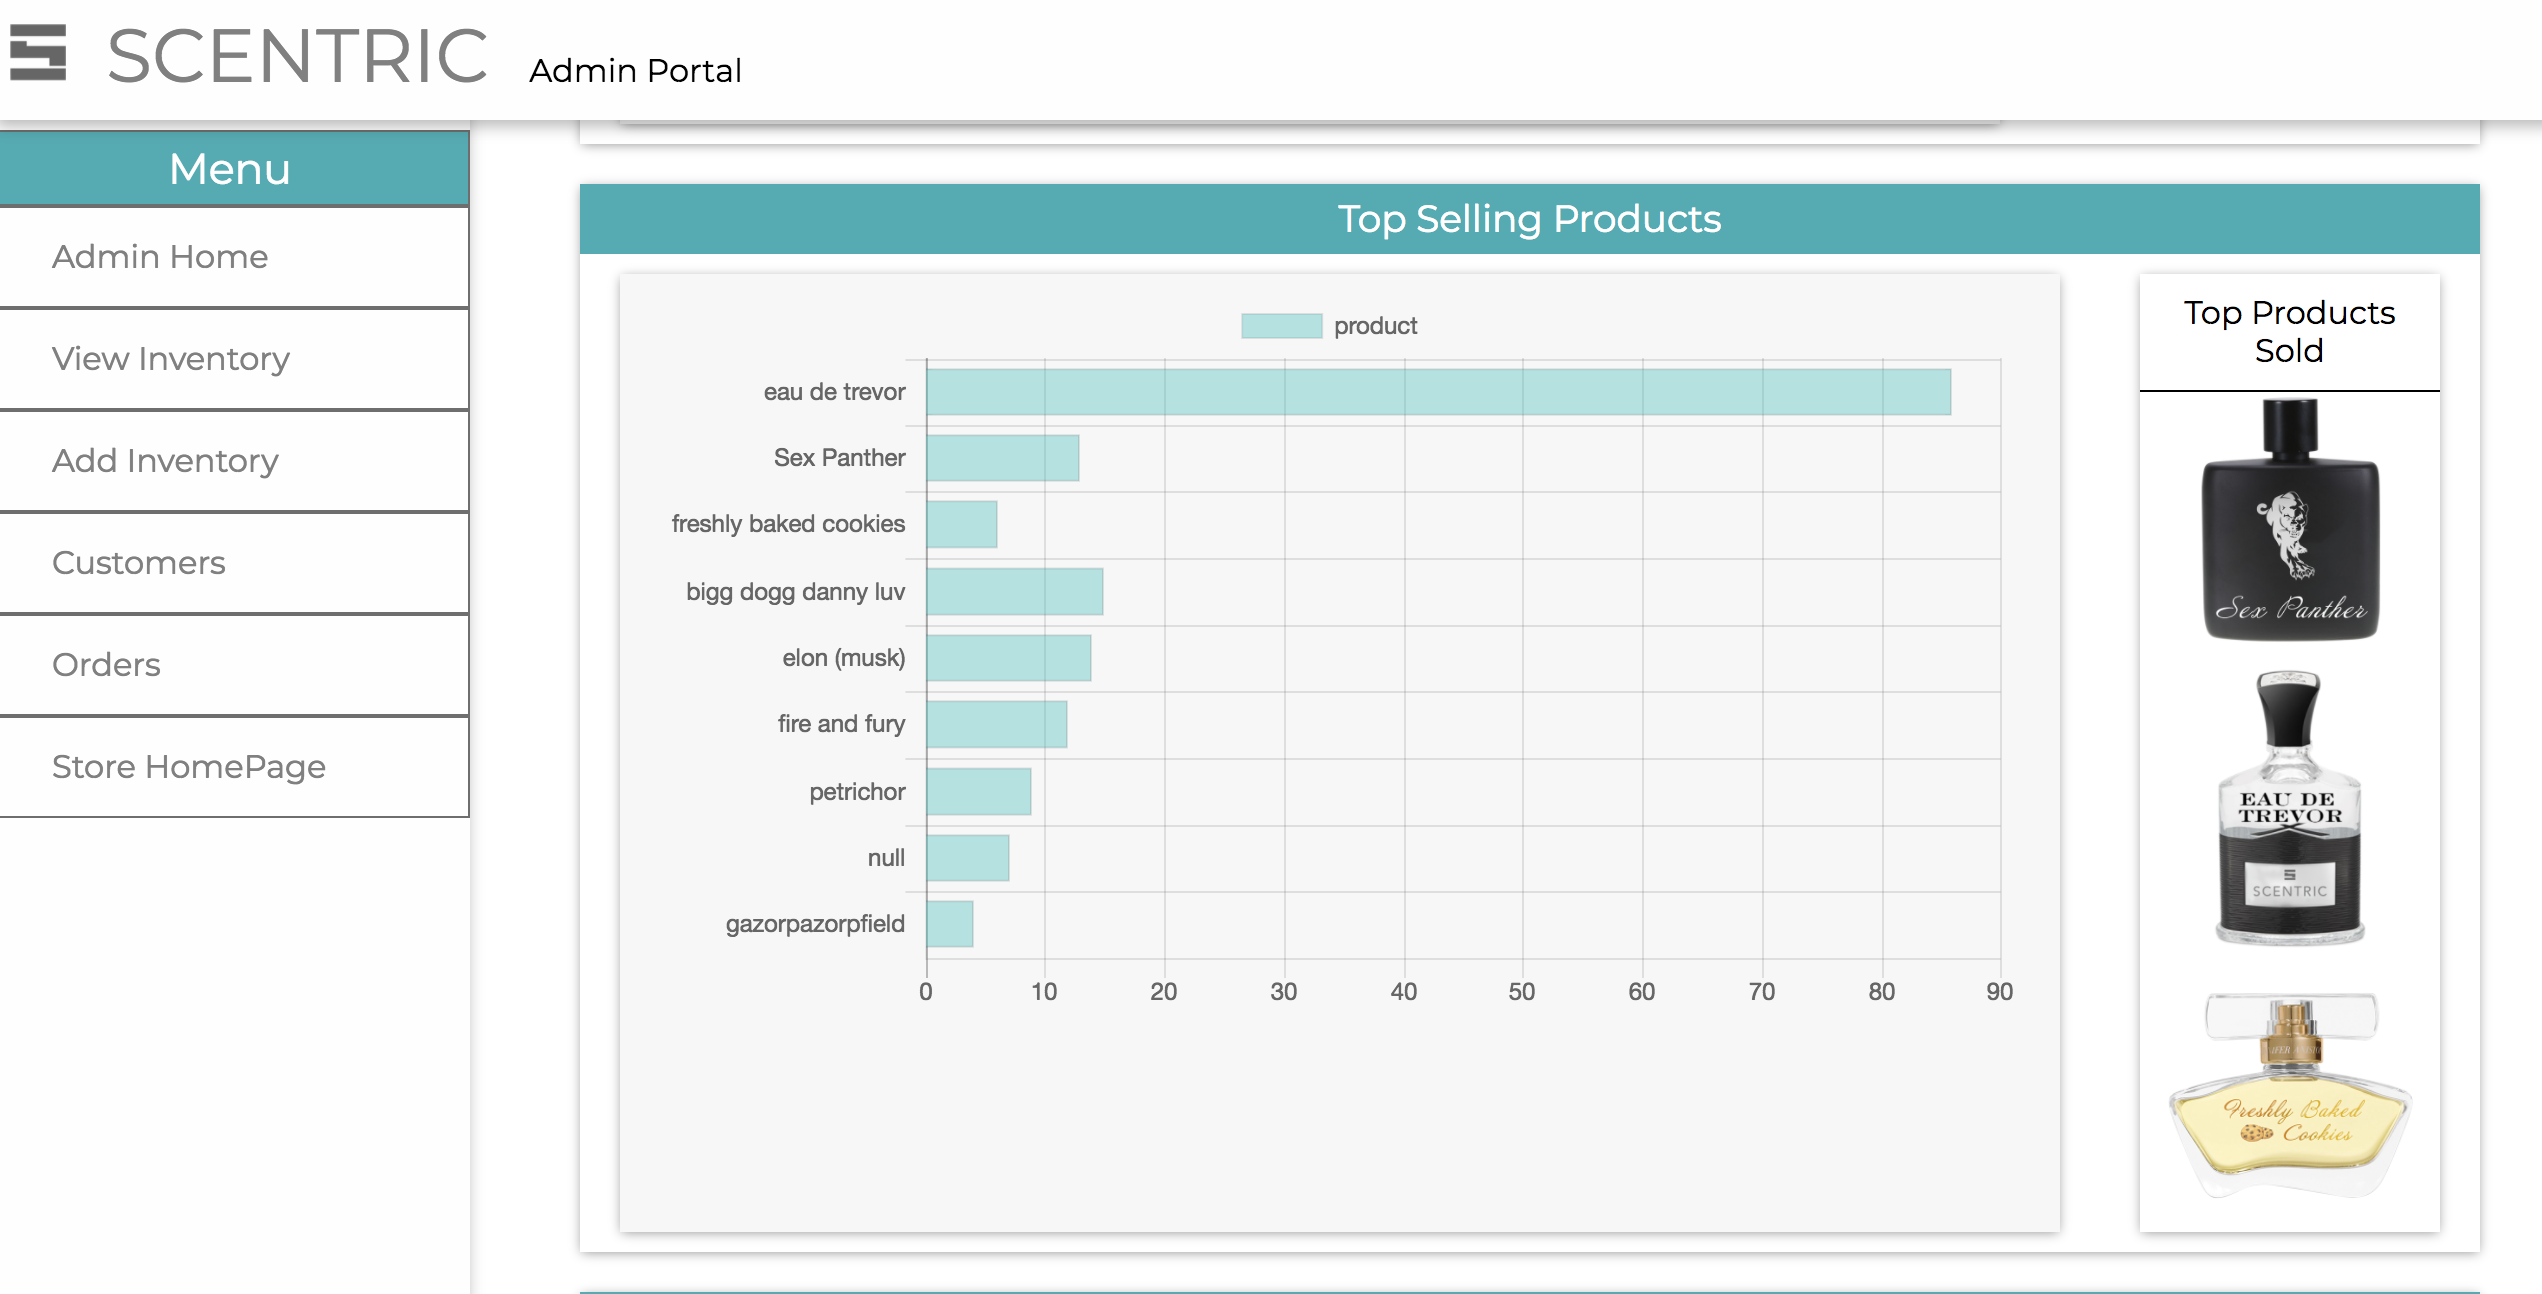 SCENTRIC Admin Portal
Menu
Admin Home
View Inventory
Add Inventory
Customers
Orders
Store HomePage
Top Selling Products
product
eau de trevor
Sex Panther
freshly baked cookies
bigg dogg danny luv
elon (musk)
fire and fury
petrichor
null
gazorpazorpfield
0 10 20 30 40 50 60 70 80 90
Top Products
Sold
Sex Panther
EAU DE
TREVOR
SCENTRIC
Freshly Baked
Cookies